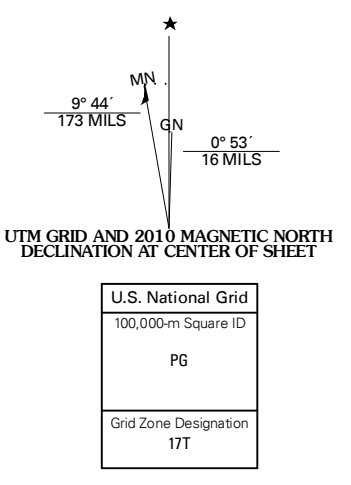 MN
GN
9° 44´
173 MILS
0° 53´
16 MILS
UTM GRID AND 2010 MAGNETIC NORTH
DECLINATION AT CENTER OF SHEET
U.S. National Grid
100,000-m Square ID
PG
Grid Zone Designation
17T